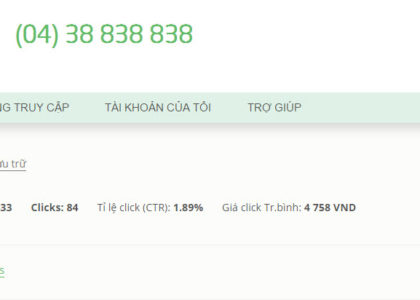 (04) 38 838 838
NG TRUY CẬP TÀI KHOẢN CỦA TÔI TRỢ GIÚP
ưu trữ
33 Clicks: 84 Tỉ lệ click (CTR): 1.89% Giá click Tr.bình: 4 758 VND
s